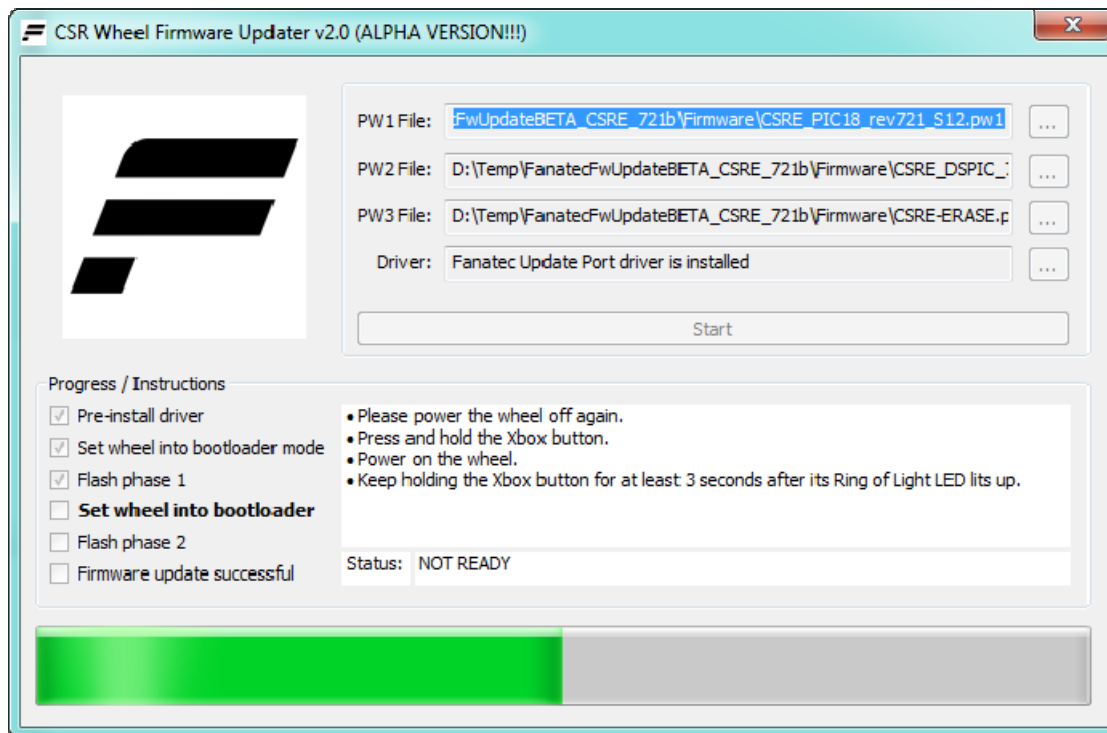 CSR Wheel Firmware Updater v2.0 (ALPHA VERSION!!!)
PW1 File: :FwUpdateBETA_CSRE_721b\Firmware\CSRE_PIC18_rev721_S12.pw1 ...
PW2 File: D:\Temp\FanatecFwUpdateBETA_CSRE_721b\Firmware\CSRE_DSPIC_ ...
PW3 File: D:\Temp\FanatecFwUpdateBETA_CSRE_721b\Firmware\CSRE-ERASE.p ...
Driver: Fanatec Update Port driver is installed ...
Start
Progress / Instructions
Pre-install driver
Set wheel into bootloader mode
Flash phase 1
Set wheel into bootloader
Flash phase 2
Firmware update successful
• Please power the wheel off again.
• Press and hold the Xbox button.
• Power on the wheel.
• Keep holding the Xbox button for at least 3 seconds after its Ring of Light LED lits up.
Status: NOT READY